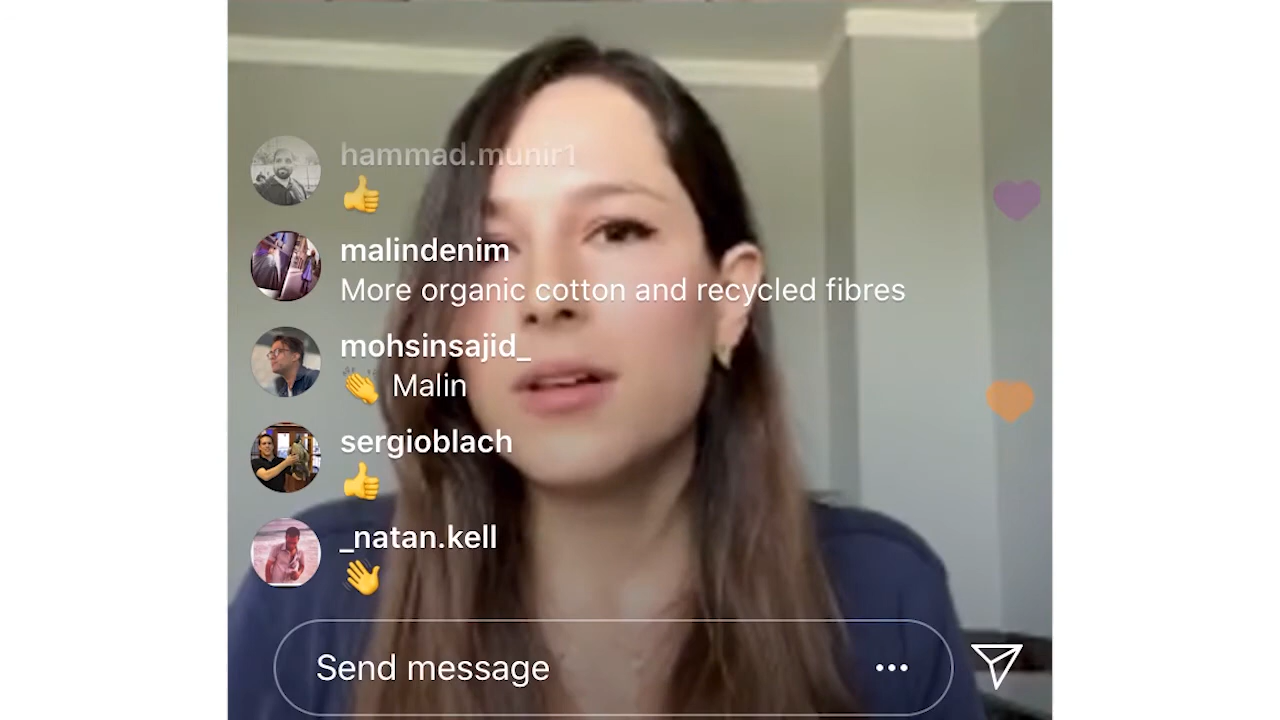 hammad.munir1
👍
malindenim
More organic cotton and recycled fibres
mohsinsajid_
👏 Malin
sergioblach
👍
_natan.kell
👋
Send message